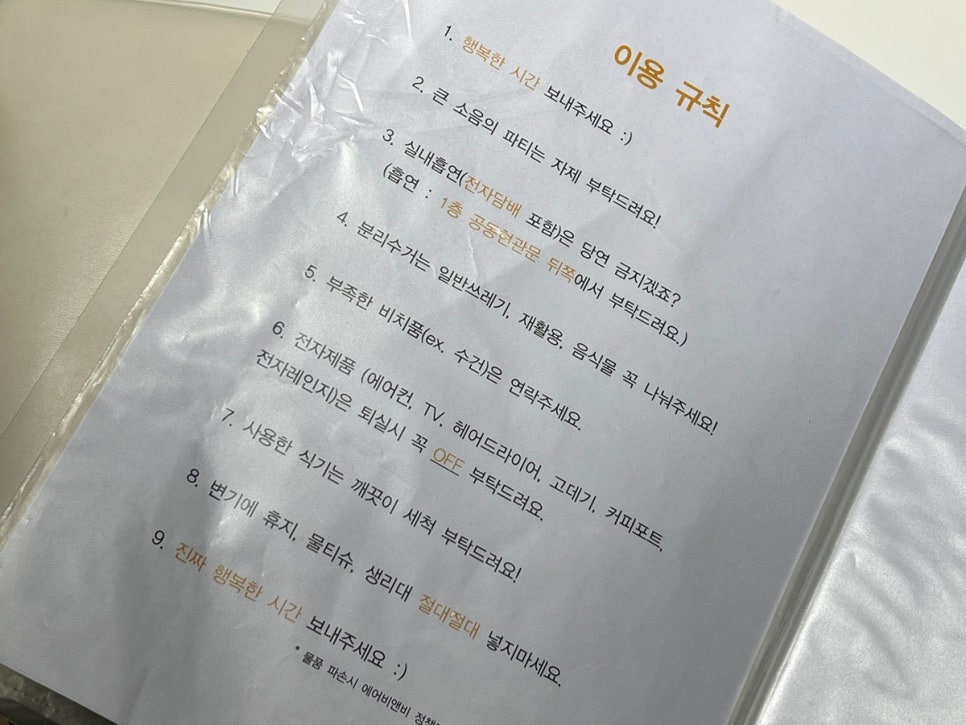 이용 규칙
1. 행복한 시간 보내주세요 :)
2. 큰 소음의 파티는 자제 부탁드려요!
3. 실내흡연(전자담배 포함)은 당연 금지겠죠?
(흡연 : 1층 공동현관문 뒤쪽에서 부탁드려요.)
4. 분리수거는 일반쓰레기, 재활용, 음식물 꼭 나눠주세요!
5. 부족한 비치품(ex. 수건)은 연락주세요.
6. 전자제품 (에어컨, TV, 헤어드라이어, 고데기, 커피포트,
전자레인지)은 퇴실시 꼭 OFF 부탁드려요.
7. 사용한 식기는 깨끗이 세척 부탁드려요!
8. 변기에 휴지, 물티슈, 생리대 절대절대 넣지마세요.
9. 진짜 행복한 시간 보내주세요 :)
* 물품 파손시 에어비앤비 정책